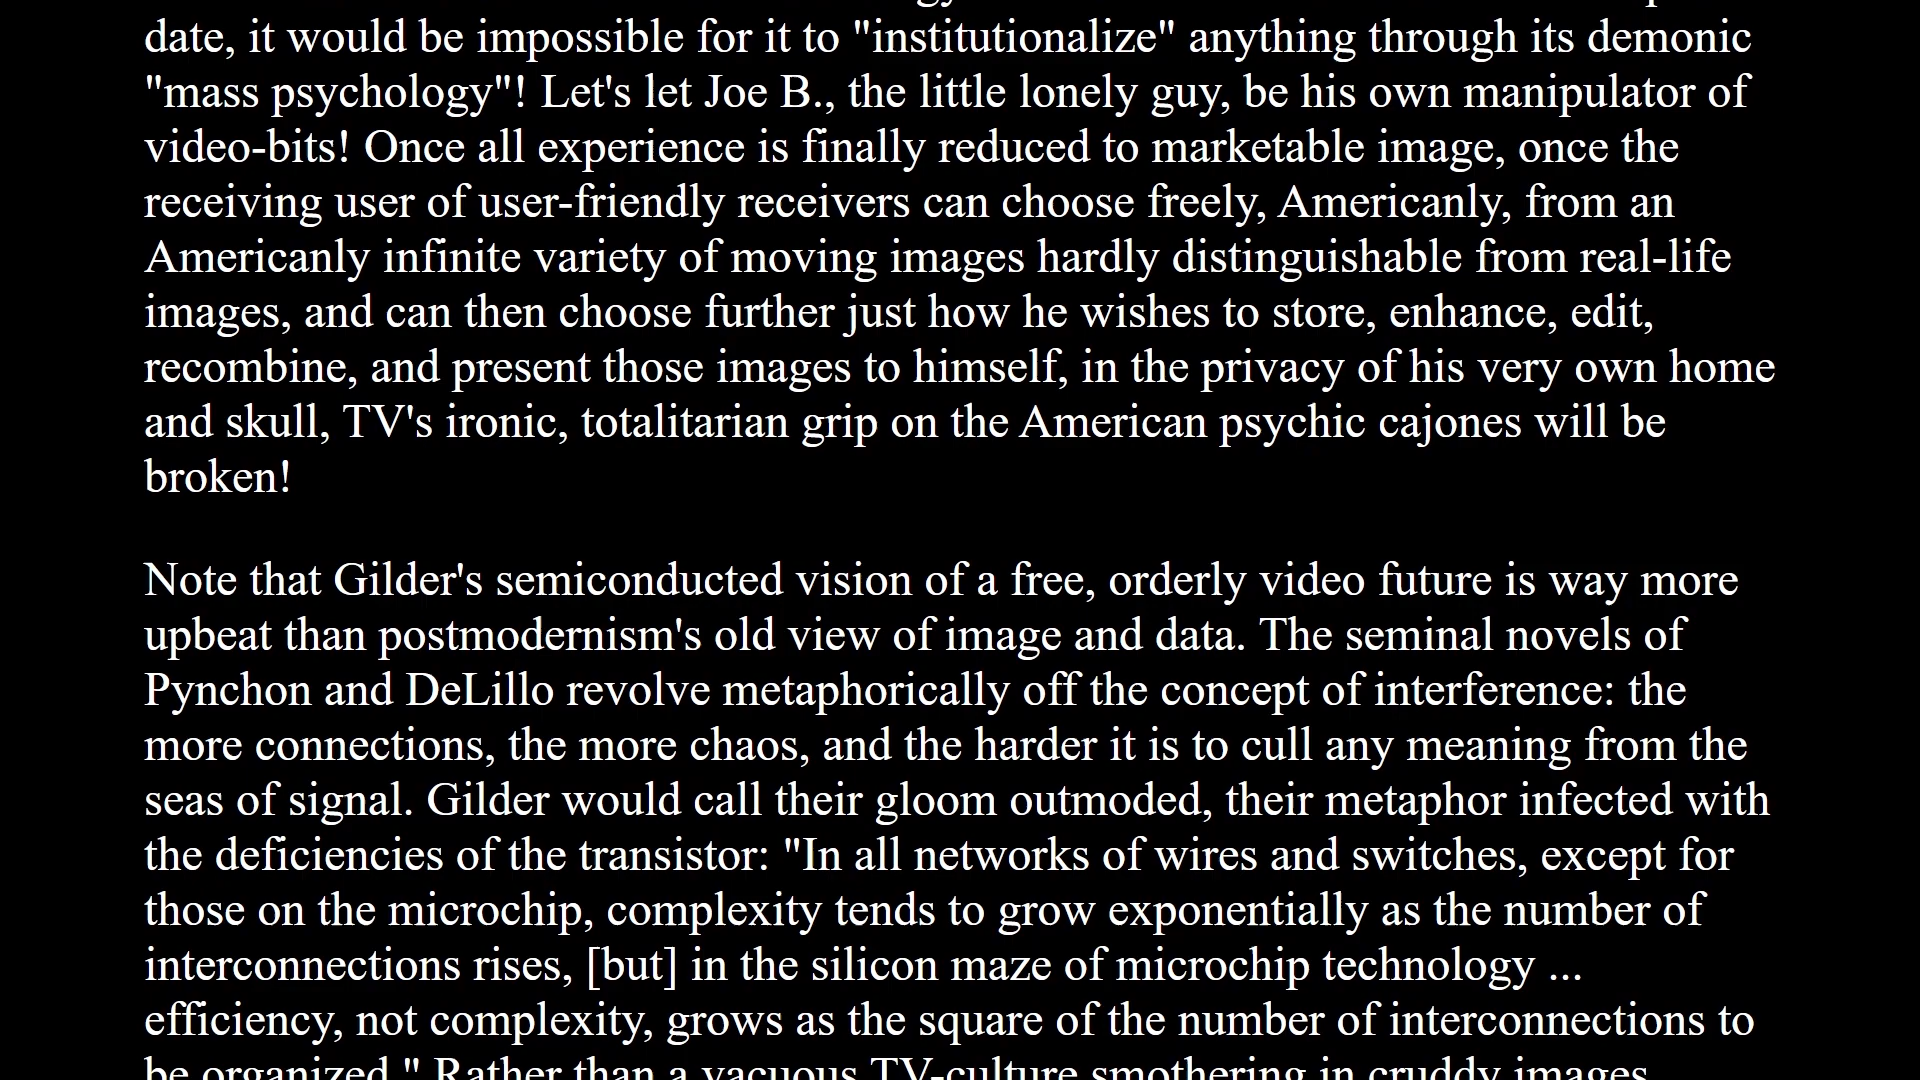 date, it would be impossible for it to "institutionalize" anything through its demonic
"mass psychology"! Let's let Joe B., the little lonely guy, be his own manipulator of
video-bits! Once all experience is finally reduced to marketable image, once the
receiving user of user-friendly receivers can choose freely, Americanly, from an
Americanly infinite variety of moving images hardly distinguishable from real-life
images, and can then choose further just how he wishes to store, enhance, edit,
recombine, and present those images to himself, in the privacy of his very own home
and skull, TV's ironic, totalitarian grip on the American psychic cajones will be
broken!
Note that Gilder's semiconducted vision of a free, orderly video future is way more
upbeat than postmodernism's old view of image and data. The seminal novels of
Pynchon and DeLillo revolve metaphorically off the concept of interference: the
more connections, the more chaos, and the harder it is to cull any meaning from the
seas of signal. Gilder would call their gloom outmoded, their metaphor infected with
the deficiencies of the transistor: "In all networks of wires and switches, except for
those on the microchip, complexity tends to grow exponentially as the number of
interconnections rises, [but] in the silicon maze of microchip technology ...
efficiency, not complexity, grows as the square of the number of interconnections to
be organized." Rather than a vacuous TV-culture smothering in cruddy images,